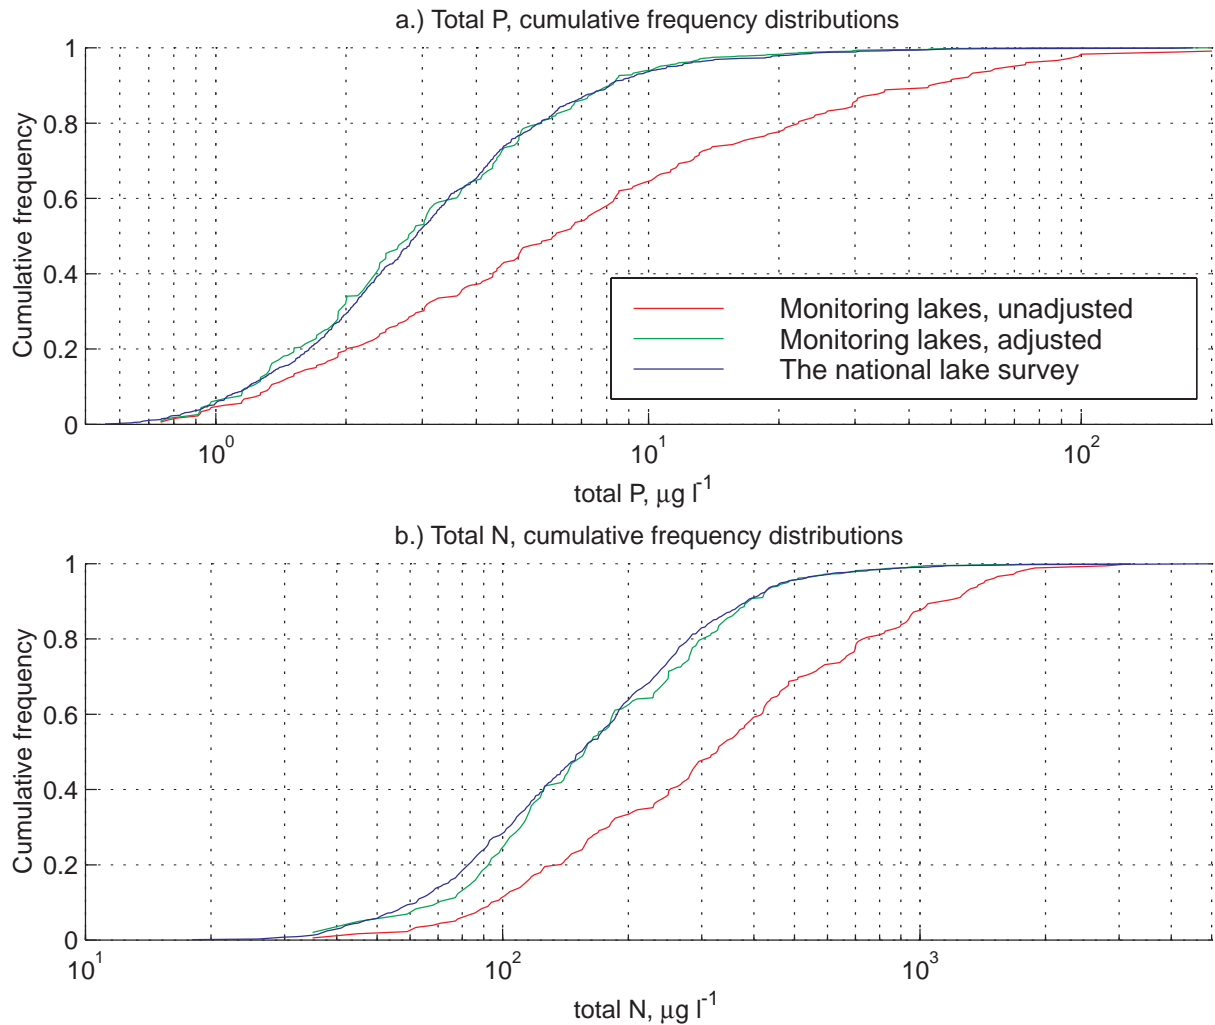 a.) Total P, cumulative frequency distributions
1
0.8
0.6
0.4
0.2
0
Cumulative frequency
Monitoring lakes, unadjusted
Monitoring lakes, adjusted
The national lake survey
10^0 10^1 10^2
total P, μg l^-1
b.) Total N, cumulative frequency distributions
1
0.8
0.6
0.4
0.2
0
Cumulative frequency
10^1 10^2 10^3
total N, μg l^-1